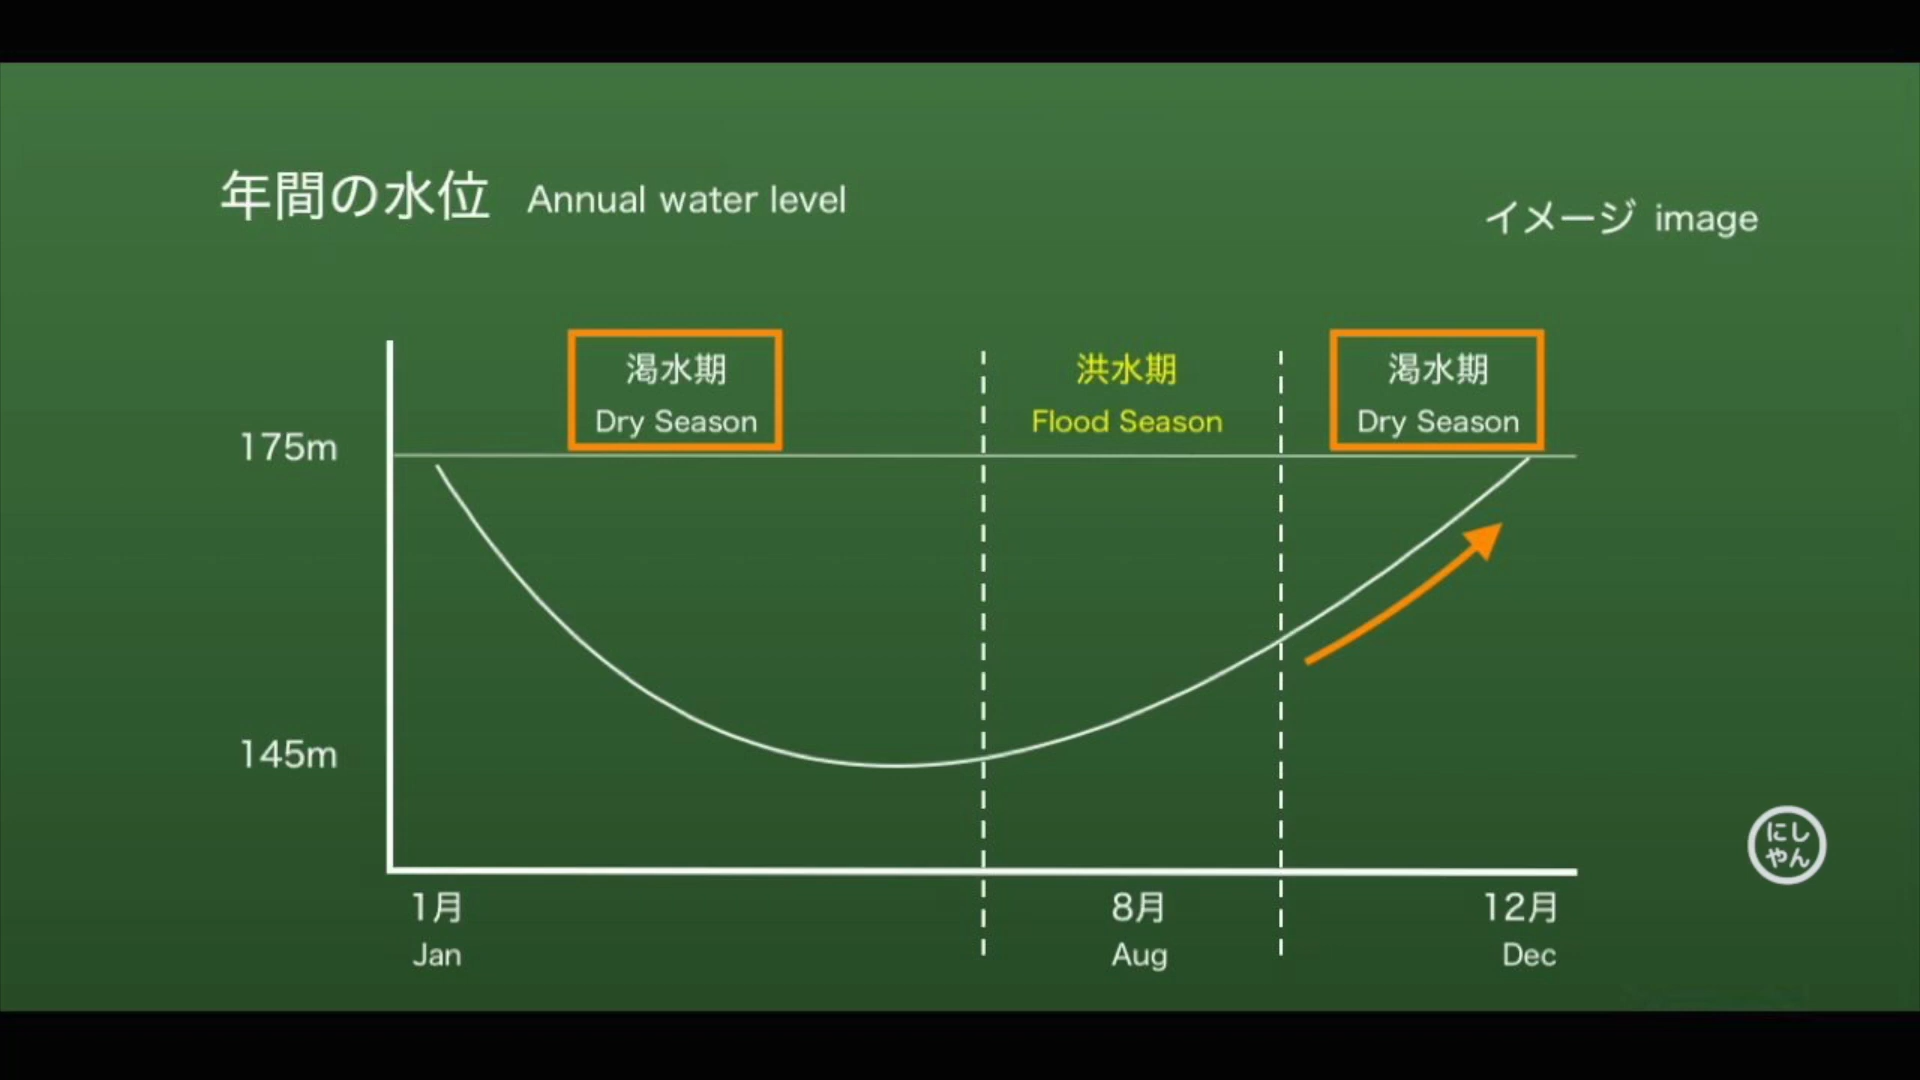 年間の水位 Annual water level
イメージ image
渇水期
Dry Season
洪水期
Flood Season
渇水期
Dry Season
175m
145m
1月
Jan
8月
Aug
12月
Dec
にし
やん